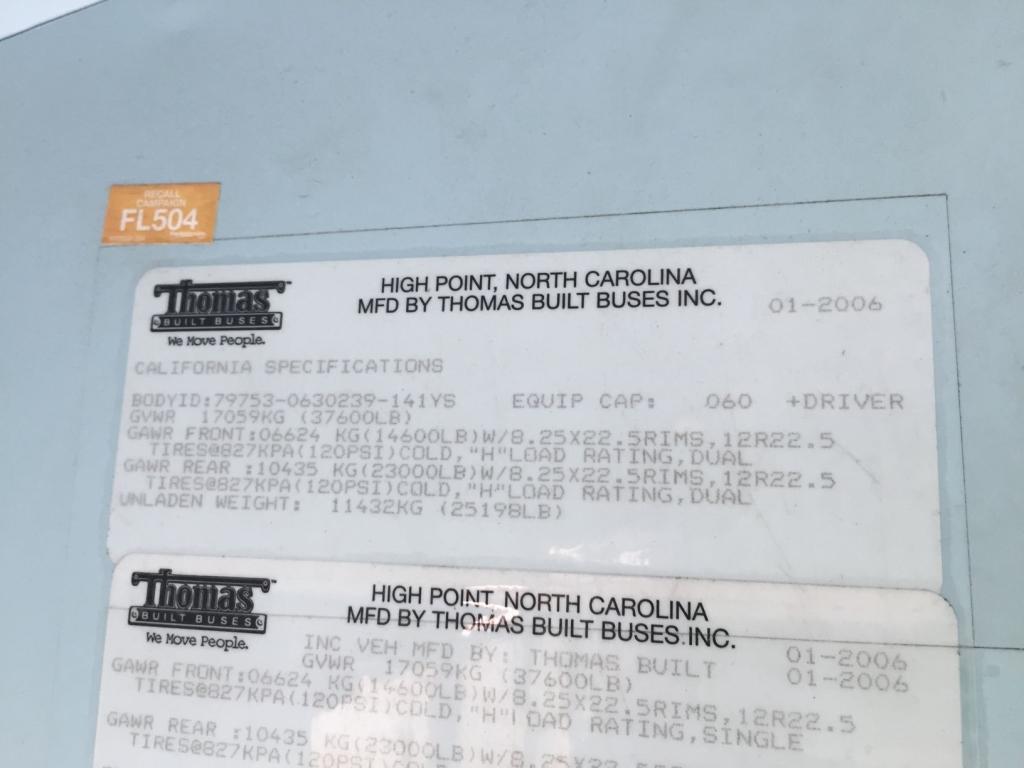 RECALL
CAMPAIGN
FL504
Thomas
BUILT BUSES
We Move People.
HIGH POINT, NORTH CAROLINA
MFD BY THOMAS BUILT BUSES INC.
01-2006
CALIFORNIA SPECIFICATIONS
BODYID:79753-0630239-141YS EQUIP CAP: 060 +DRIVER
GVWR 17059KG (37600LB)
GAWR FRONT:06624 KG(14600LB)W/8.25X22.5RIMS,12R22.5
TIRES@827KPA(120PSI)COLD,"H"LOAD RATING,DUAL
GAWR REAR :10435 KG(23000LB)W/8.25X22.5RIMS,12R22.5
TIRES@827KPA(120PSI)COLD,"H"LOAD RATING,DUAL
UNLADEN WEIGHT: 11432KG (25198LB)
Thomas
BUILT BUSES
We Move People.
HIGH POINT, NORTH CAROLINA
MFD BY THOMAS BUILT BUSES INC.
INC VEH MFD BY: THOMAS BUILT 01-2006
GVWR 17059KG (37600LB) 01-2006
GAWR FRONT:06624 KG(14600LB)W/8.25X22.5RIMS,12R22.5
TIRES@827KPA(120PSI)COLD,"H"LOAD RATING,SINGLE
GAWR REAR :10435 KG(23000LB)W/8.25X22.5
TIRES@827KPA(120PSI)COLD